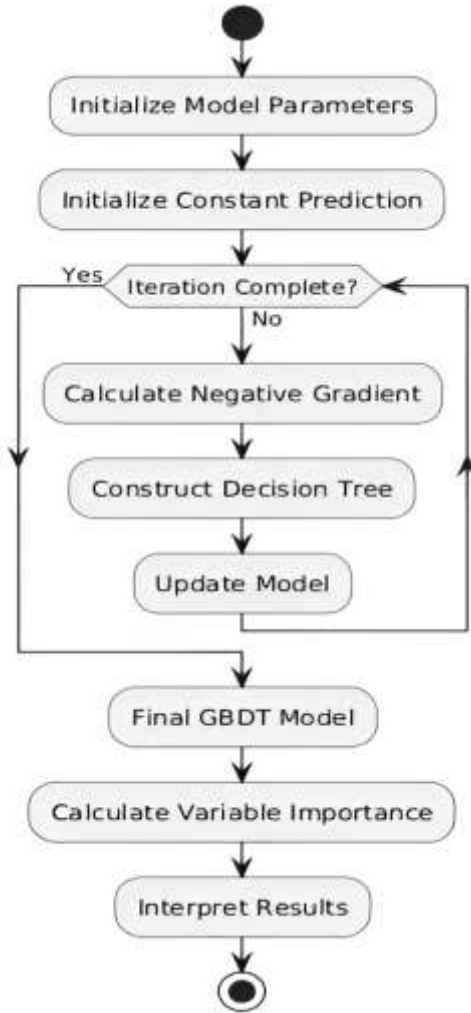 Initialize Model Parameters
Initialize Constant Prediction
Yes
Iteration Complete?
No
Calculate Negative Gradient
Construct Decision Tree
Update Model
Final GBDT Model
Calculate Variable Importance
Interpret Results